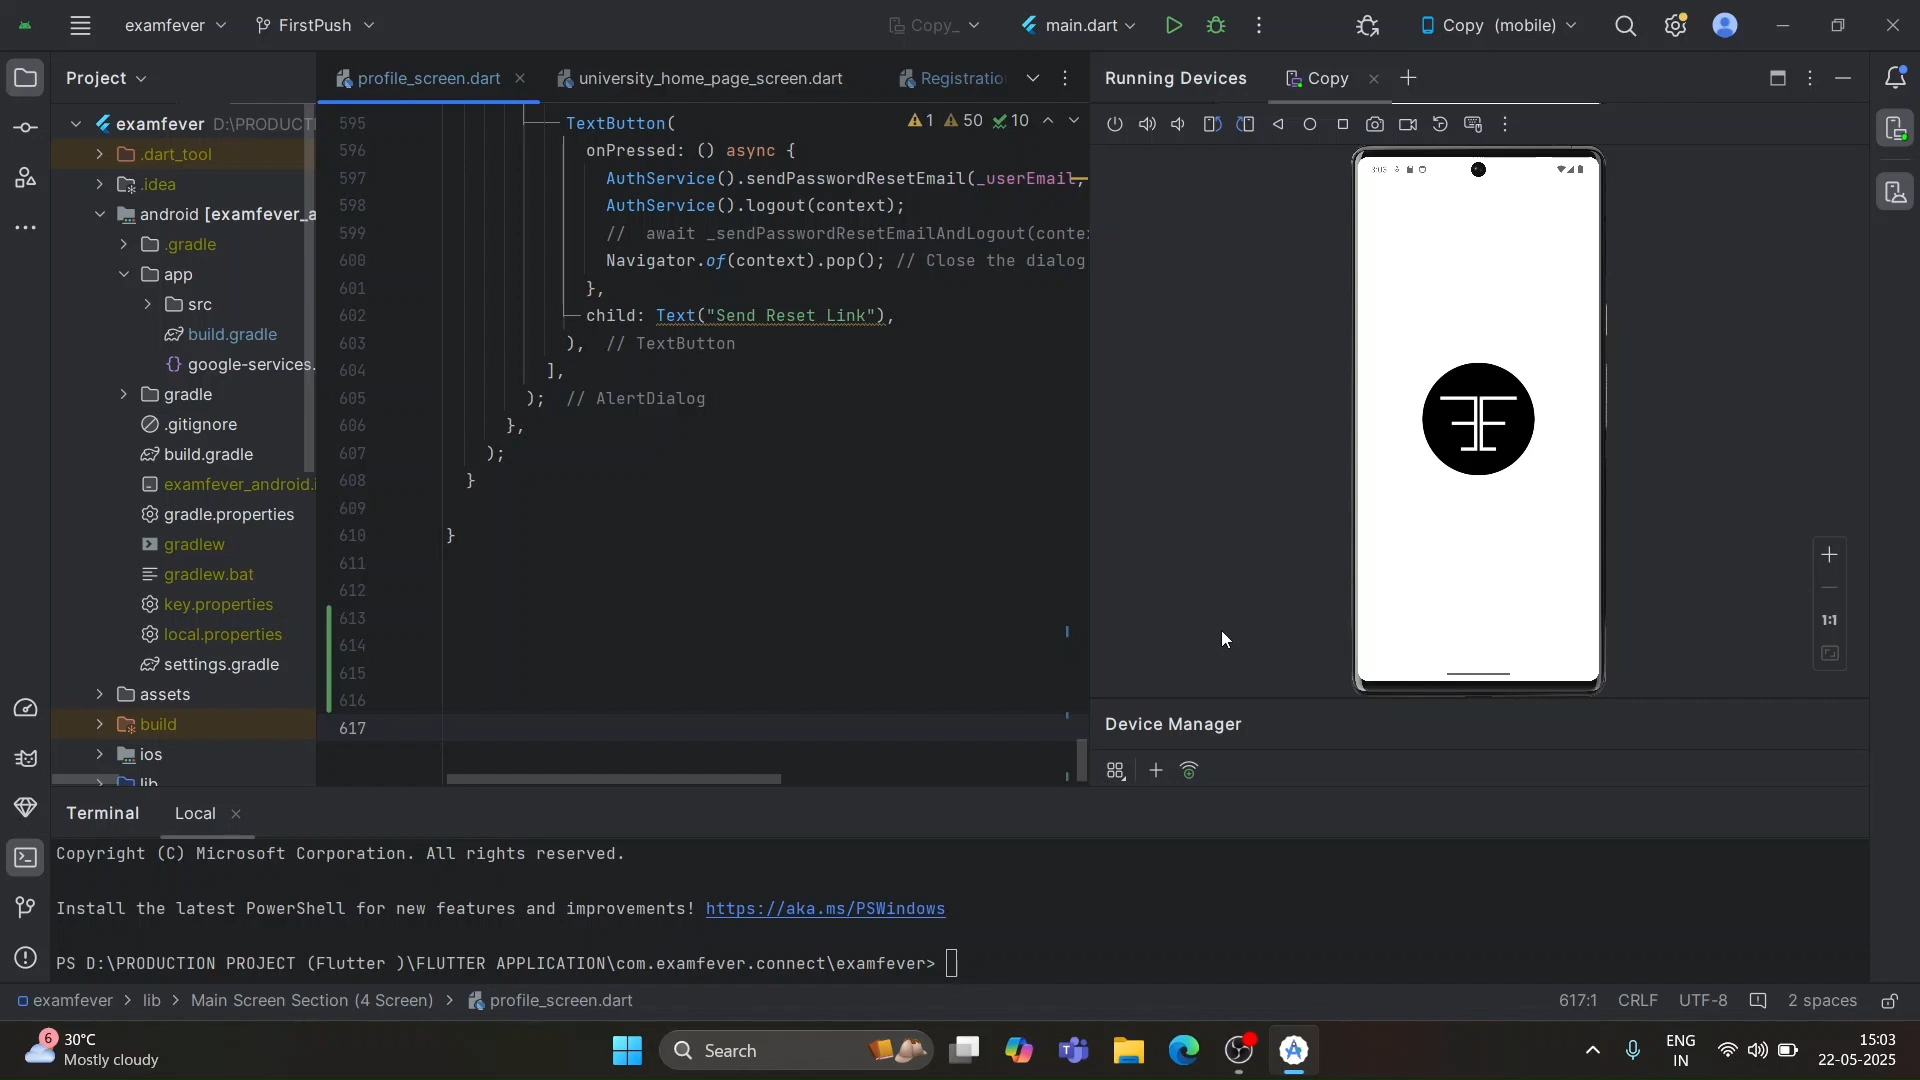 examfever
FirstPush
Copy_
main.dart
Copy (mobile)
Project
profile_screen.dart
university_home_page_screen.dart
Registratio
Running Devices
Copy
examfever D:\PRODUCT
.dart_tool
.idea
android [examfever_a
.gradle
app
src
build.gradle
google-services.
gradle
.gitignore
build.gradle
examfever_android.i
gradle.properties
gradlew
gradlew.bat
key.properties
local.properties
settings.gradle
assets
build
ios
lib
1 50 10
595 TextButton(
596 onPressed: () async {
597 AuthService().sendPasswordResetEmail(_userEmail,
598 AuthService().logout(context);
599 // await _sendPasswordResetEmailAndLogout(conte
600 Navigator.of(context).pop(); // Close the dialog
601 },
602 child: Text("Send Reset Link"),
603 ), // TextButton
604 ],
605 ); // AlertDialog
606 },
607 );
608 }
609
610 }
611
612
613
614
615
616
617
3:03
1:1
Device Manager
Terminal
Local
Copyright (C) Microsoft Corporation. All rights reserved.
Install the latest PowerShell for new features and improvements! https://aka.ms/PSWindows
PS D:\PRODUCTION PROJECT (Flutter )\FLUTTER APPLICATION\com.examfever.connect\examfever>
examfever > lib > Main Screen Section (4 Screen) > profile_screen.dart
617:1 CRLF UTF-8 2 spaces
6
30°C
Mostly cloudy
Search
ENG
IN
15:03
22-05-2025